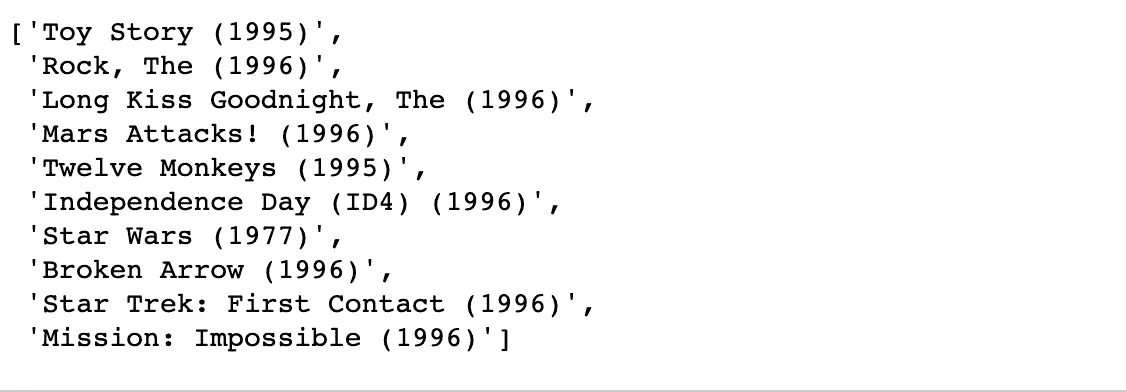 ['Toy Story (1995)',
'Rock, The (1996)',
'Long Kiss Goodnight, The (1996)',
'Mars Attacks! (1996)',
'Twelve Monkeys (1995)',
'Independence Day (ID4) (1996)',
'Star Wars (1977)',
'Broken Arrow (1996)',
'Star Trek: First Contact (1996)',
'Mission: Impossible (1996)']